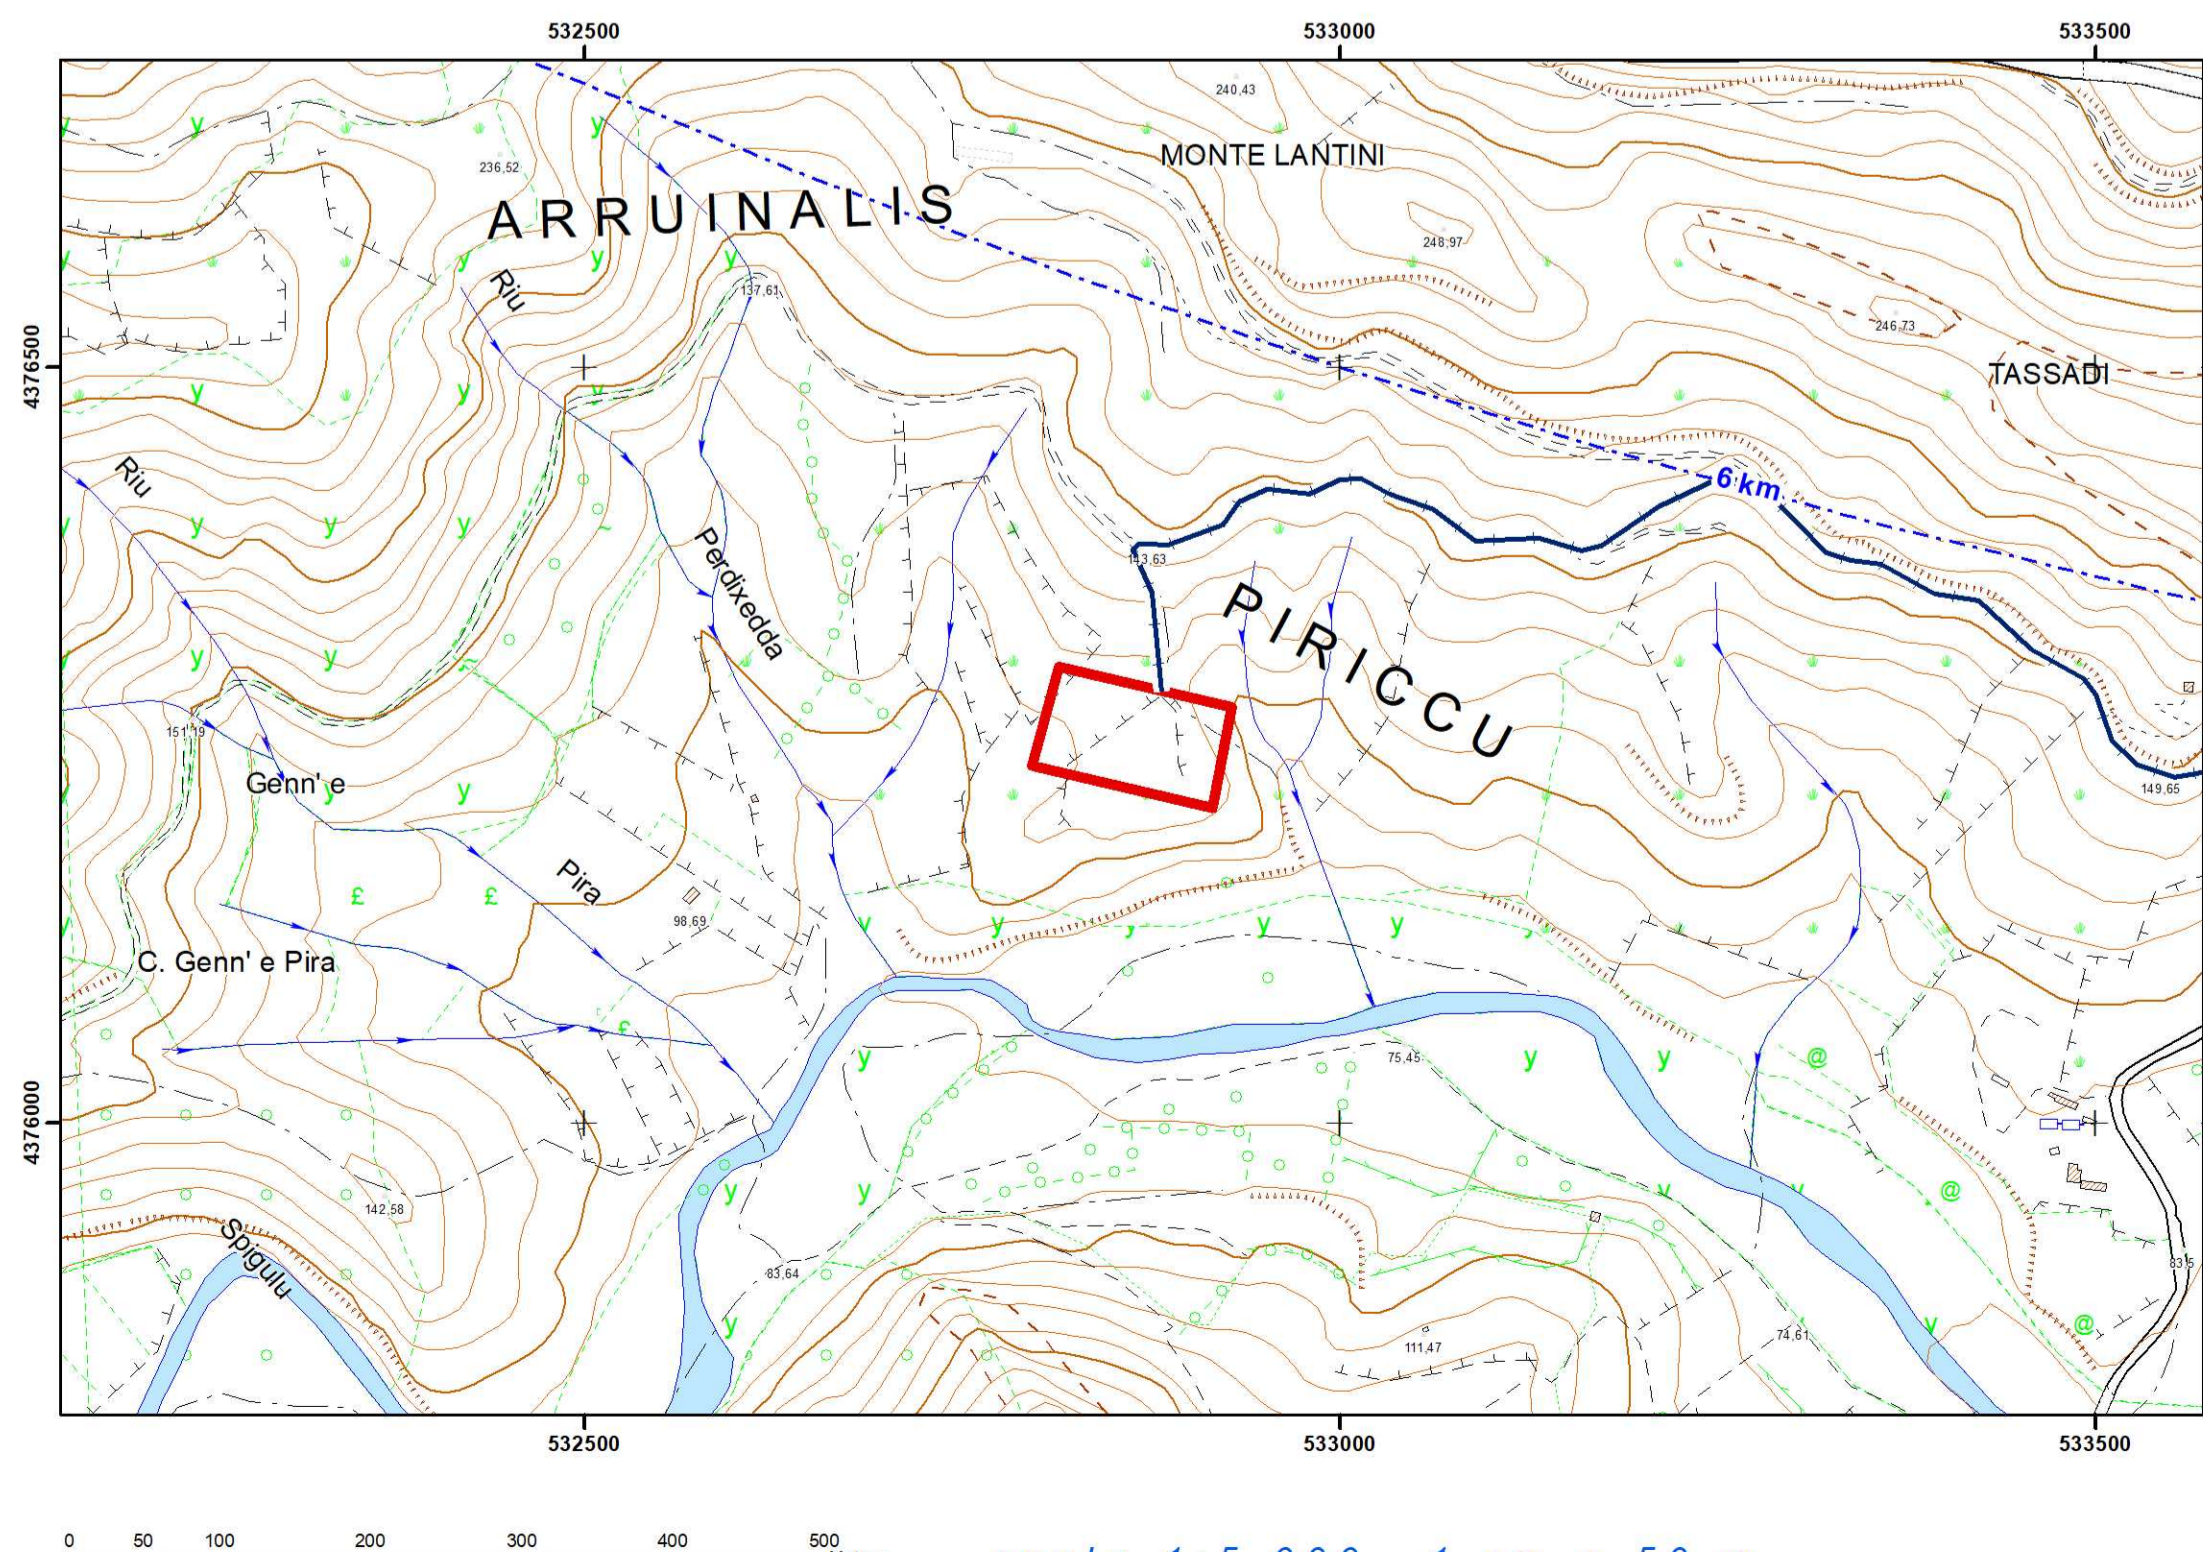 532500 533000 533500
240,43
MONTE LANTINI
236,52
ARRUINALIS
248,97
Riu
137,61
246,73
4376500
TASSADI
Riu
6 km
Perdixedda
143,63
PIRICCU
151,19
Genn' e
149,65
Pira
98,69
C. Genn' e Pira
75,45
4376000
142,58
Spigulu
83,64
83,5
74,61
111,47
532500 533000 533500
0 50 100 200 300 400 500